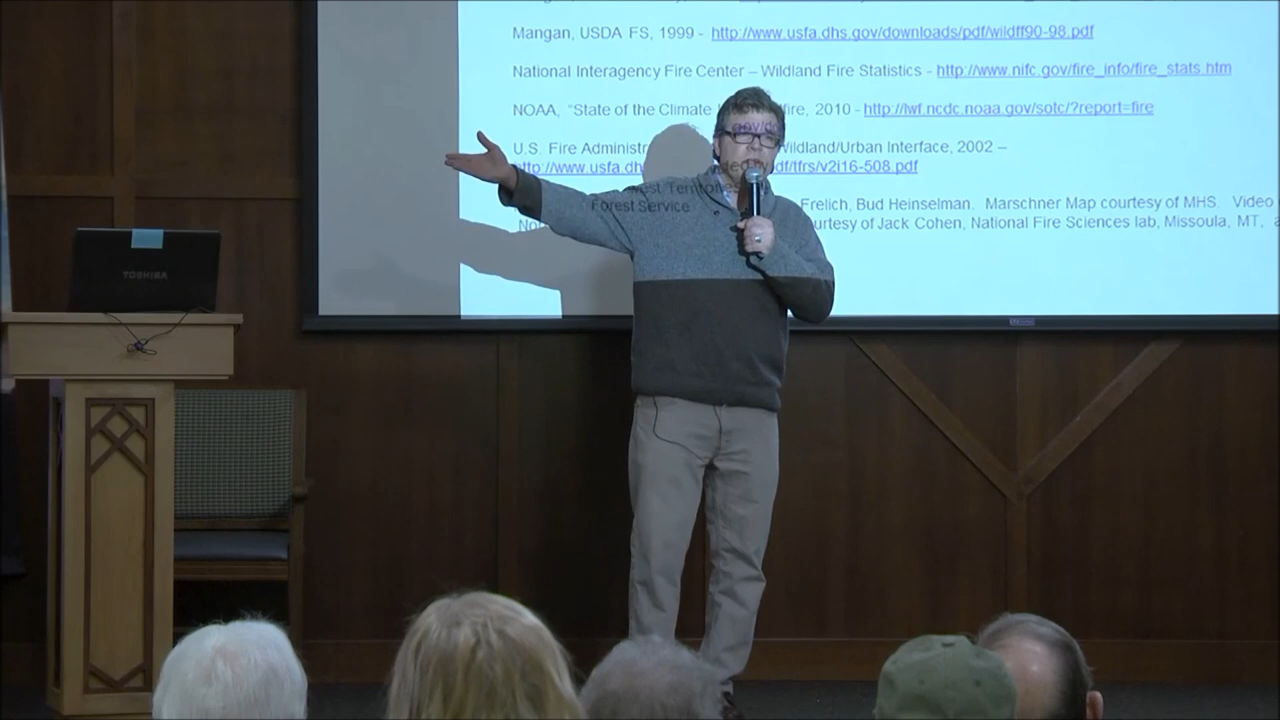 Mangan, USDA FS, 1999 - http://www.usfa.dhs.gov/downloads/pdf/wildff90-98.pdf
National Interagency Fire Center – Wildland Fire Statistics - http://www.nifc.gov/fire_info/fire_stats.htm
NOAA, “State of the Climate fire, 2010 - http://lwf.ncdc.noaa.gov/sotc/?report=fire
U.S. Fire Administr Wildland/Urban Interface, 2002 –
http://www.usfa.dh df/tfrs/v2i16-508.pdf
west Territories Frelich, Bud Heinselman. Marschner Map courtesy of MHS. Video
Forest Service urtesy of Jack Cohen, National Fire Sciences lab, Missoula, MT,
TOSHIBA